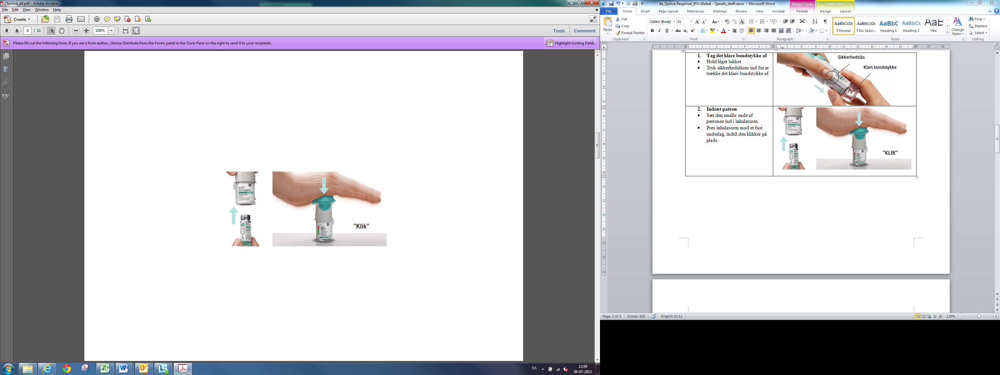 Spiriva_all.pdf - Adobe Acrobat
File Edit View Window Help
Create
4 / 11
109%
Tools Comment
Please fill out the following form. If you are a form author, choose Distribute from the Forms panel in the Tools Pane on the right to send it to your recipients.
Highlight Existing Fields
"Klik"
DA
12:59
30-07-2015
da_Spiriva Respimat_IFU-Global - QandA_draft.docx - Microsoft Word
Picture Tools Table Tools
File Home Insert Page Layout References Mailings Review View Acrobat Format Design Layout
Paste
Cut
Copy
Format Painter
Clipboard
Calibri (Body) 11
Font
Paragraph
AaBbCcDc AaBbCcDc AaBbC AaBbCc AaB
¶ Normal ¶ No Spaci... Heading 1 Heading 2 Title
Change Styles
Styles
Find
Replace
Select
Editing
1. Tag det klare bundstykke af
• Hold låget lukket.
• Tryk sikkerhedslåsen ind for at
trække det klare bundstykke af.
Sikkerhedslås
Klart bundstykke
2. Indsæt patron
• Sæt den smalle ende af
patronen ind i inhalatoren.
• Pres inhalatoren mod et fast
underlag, indtil den klikker på
plads.
"KLIK"
Page: 2 of 5 Words: 928 English (U.S.) 120%